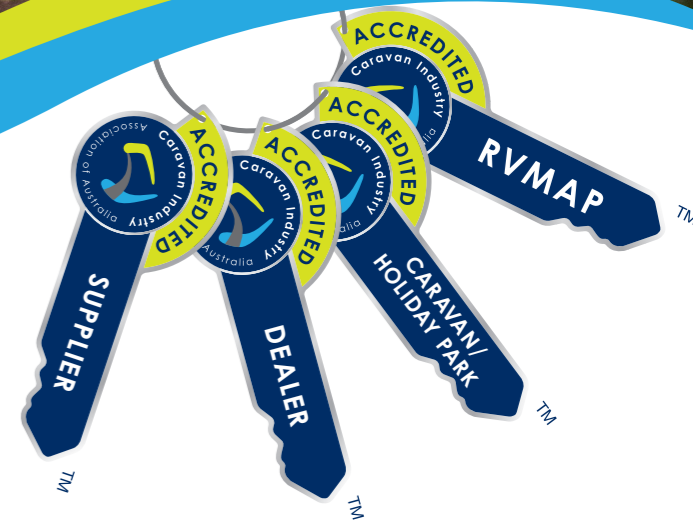 ACCREDITED
Caravan Industry
Association of Australia
SUPPLIER
TM
ACCREDITED
Caravan Industry
Australia
DEALER
TM
ACCREDITED
Caravan Industry
CARAVAN/
HOLIDAY PARK
TM
ACCREDITED
Caravan Industry
RVMAP
TM